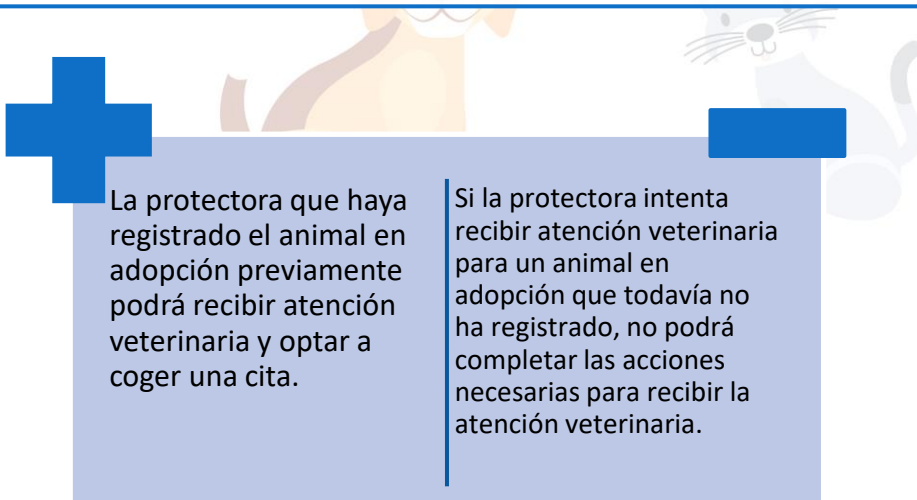 La protectora que haya
registrado el animal en
adopción previamente
podrá recibir atención
veterinaria y optar a
coger una cita.
Si la protectora intenta
recibir atención veterinaria
para un animal en
adopción que todavía no
ha registrado, no podrá
completar las acciones
necesarias para recibir la
atención veterinaria.